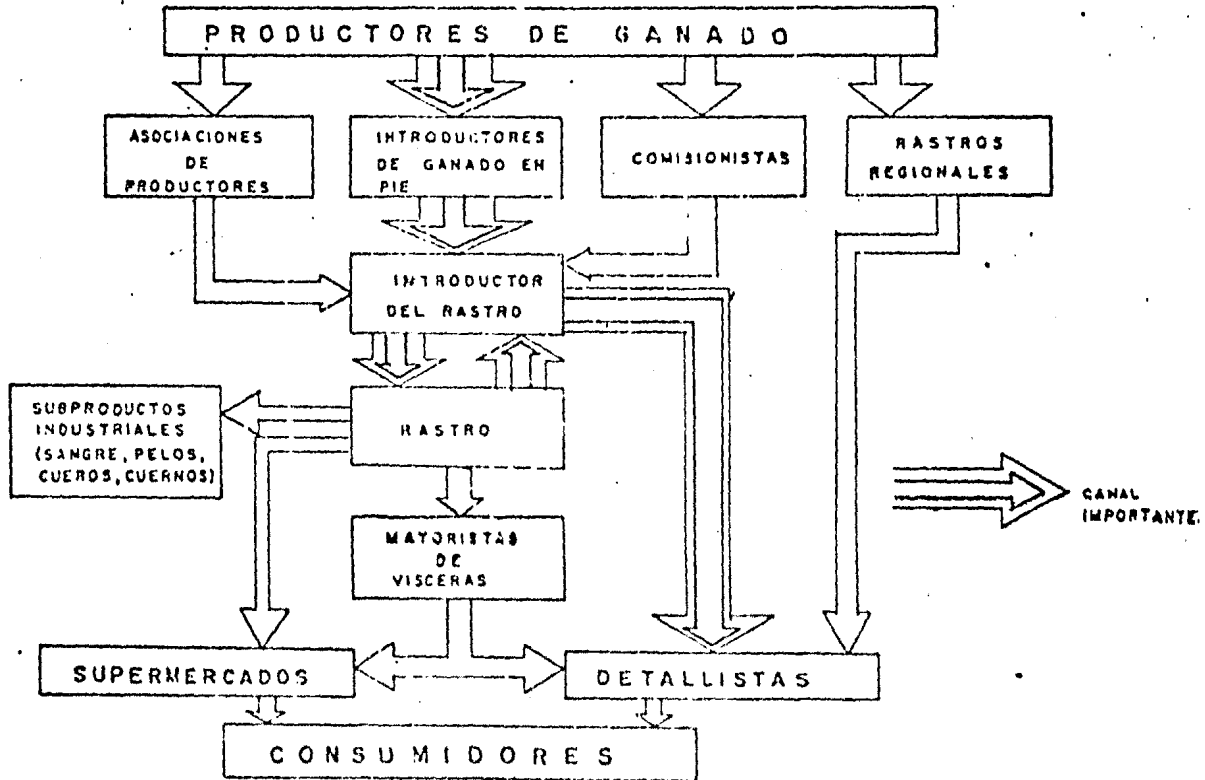 PRODUCTORES DE GANADO
ASOCIACIONES
DE
PRODUCTORES
INTRODUCTORES
DE GANADO EN
PIE
COMISIONISTAS
RASTROS
REGIONALES
INTRODUCTOR
DEL RASTRO
SUBPRODUCTOS
INDUSTRIALES
(SANGRE, PELOS,
CUEROS, CUERNOS)
RASTRO
CANAL
IMPORTANTE.
MAYORISTAS
DE
VISCERAS
SUPERMERCADOS
DETALLISTAS
CONSUMIDORES